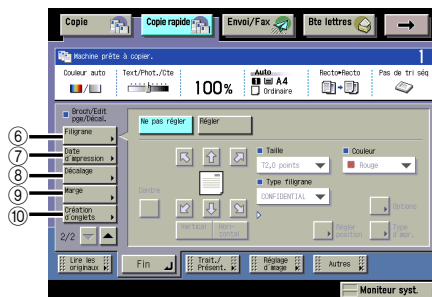 Copie
Copie rapide
Envoi/Fax
Bte lettres
Machine prête à copier.
1
Couleur auto
Text/Phot./Cte
100%
Auto
A4
Ordinaire
Recto▶Recto
Pas de tri séq
Broch/Edit
pge/Décal.
Ne pas régler
Régler
6 Filigrane
7 Date
d'impression
8 Décalage
9 Marge
10 Création
d'onglets
2/2
Centre
Vertical
Hori-
zontal
Taille
72,0 points
Type filigrane
CONFIDENTIAL
Couleur
Rouge
Options
Régler
position
Type
d'impr.
Lire les
originaux
Fin
Trait./
Présent.
Réglage
d'image
Autres
Moniteur syst.